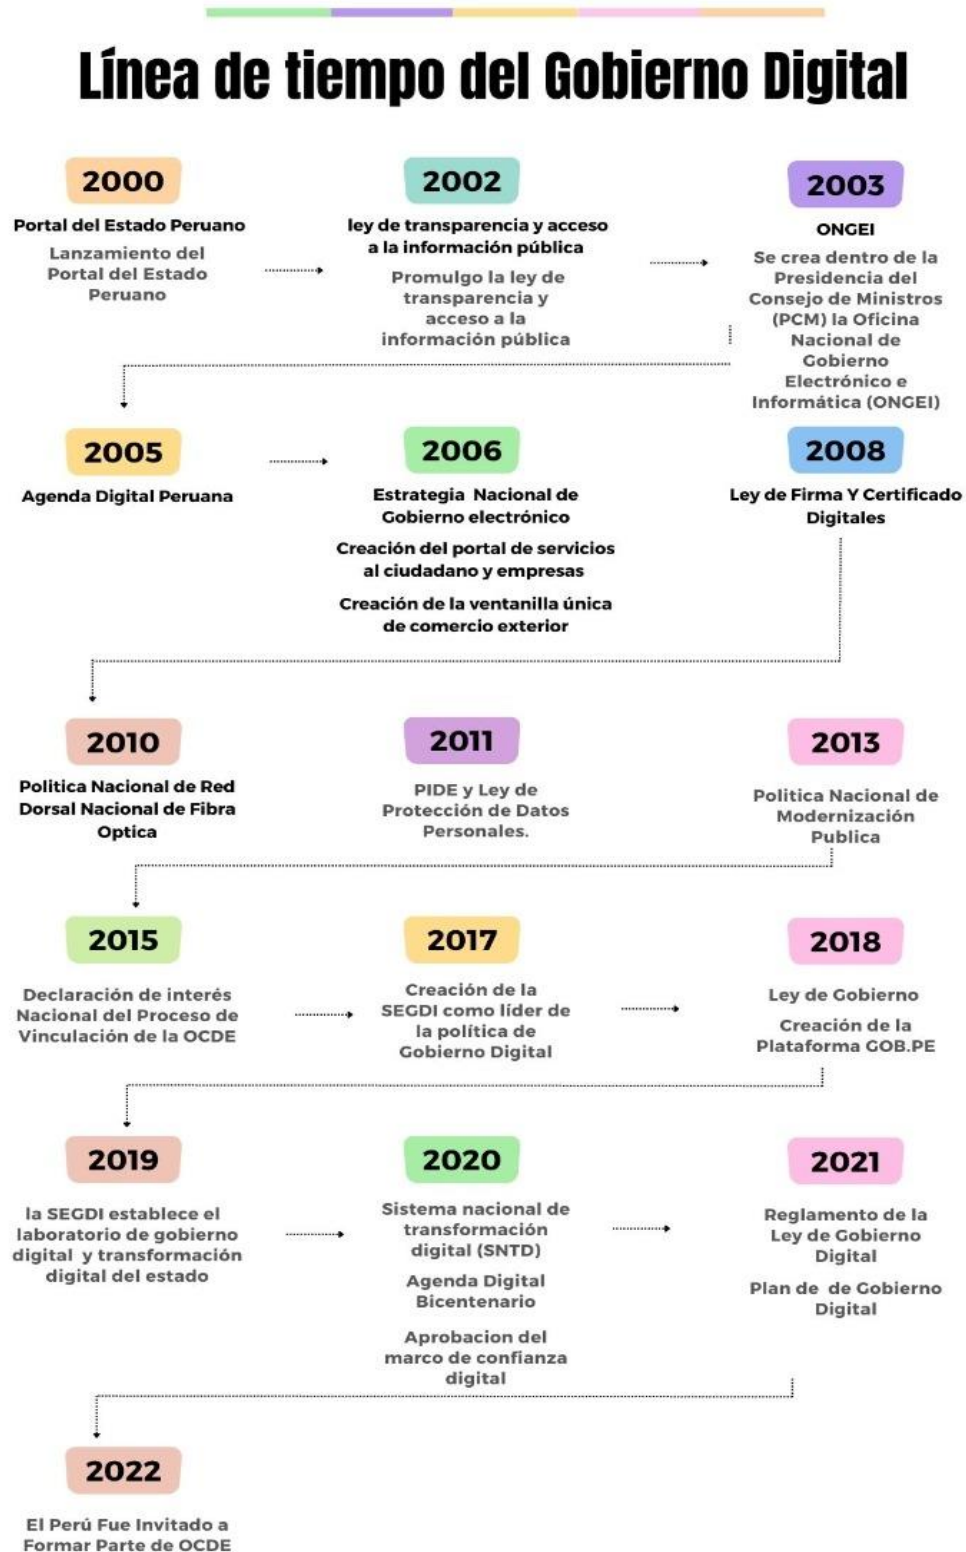 Línea de tiempo del Gobierno Digital
2000
Portal del Estado Peruano
Lanzamiento del
Portal del Estado
Peruano
2002
ley de transparencia y acceso
a la información pública
Promulgo la ley de
transparencia y
acceso a la
información pública
2003
ONGEI
Se crea dentro de la
Presidencia del
Consejo de Ministros
(PCM) la Oficina
Nacional de
Gobierno
Electrónico e
Informática (ONGEI)
2005
Agenda Digital Peruana
2006
Estrategia Nacional de
Gobierno electrónico
Creación del portal de servicios
al ciudadano y empresas
Creación de la ventanilla única
de comercio exterior
2008
Ley de Firma Y Certificado
Digitales
2010
Politica Nacional de Red
Dorsal Nacional de Fibra
Optica
2011
PIDE y Ley de
Protección de Datos
Personales.
2013
Politica Nacional de
Modernización
Publica
2015
Declaración de interés
Nacional del Proceso de
Vinculación de la OCDE
2017
Creación de la
SEGDI como líder de
la política de
Gobierno Digital
2018
Ley de Gobierno
Creación de la
Plataforma GOB.PE
2019
la SEGDI establece el
laboratorio de gobierno
digital y transformación
digital del estado
2020
Sistema nacional de
transformación
digital (SNTD)
Agenda Digital
Bicentenario
Aprobacion del
marco de confianza
digital
2021
Reglamento de la
Ley de Gobierno
Digital
Plan de de Gobierno
Digital
2022
El Perú Fue Invitado a
Formar Parte de OCDE